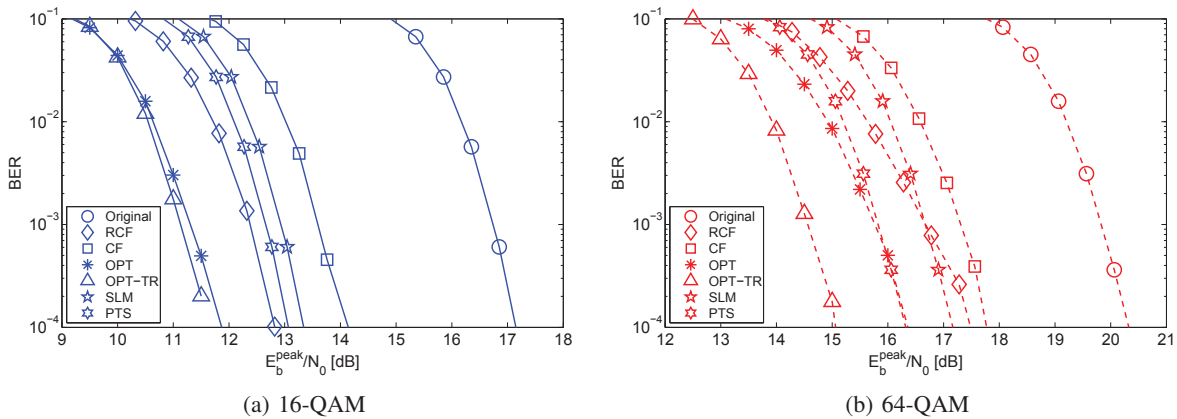 10⁻¹
10⁻²
10⁻³
10⁻⁴
BER
Original
RCF
CF
OPT
OPT−TR
SLM
PTS
9 10 11 12 13 14 15 16 17 18
E_b^peak/N_0 [dB]
(a) 16-QAM
10⁻¹
10⁻²
10⁻³
10⁻⁴
BER
Original
RCF
CF
OPT
OPT−TR
SLM
PTS
12 13 14 15 16 17 18 19 20 21
E_b^peak/N_0 [dB]
(b) 64-QAM